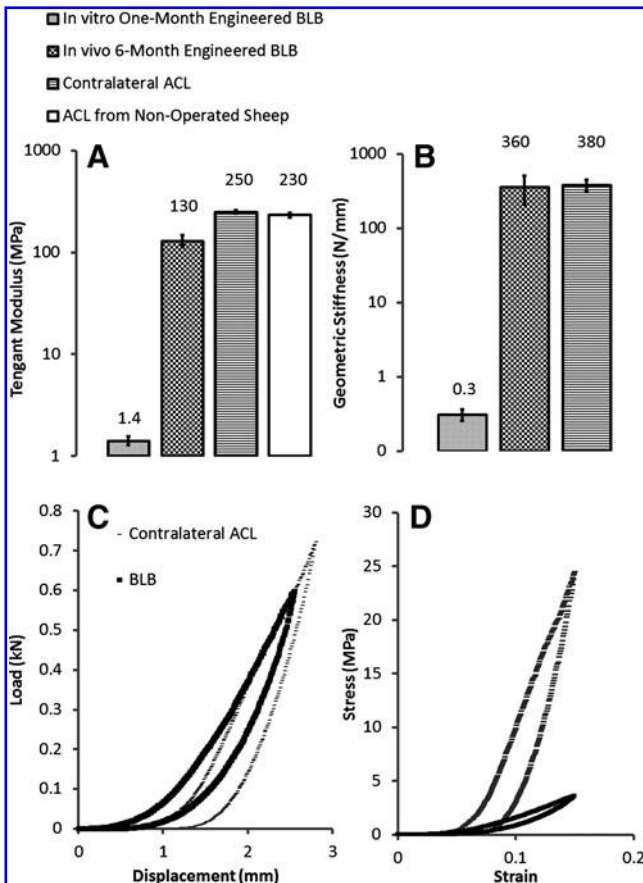 In vitro One-Month Engineered BLB
In vivo 6-Month Engineered BLB
Contralateral ACL
ACL from Non-Operated Sheep
A
Tengant Modulus (MPa)
1000
100
10
1
1.4
130
250
230
B
Geometric Stiffness (N/mm)
1000
100
10
1
0
0.3
360
380
C
Contralateral ACL
BLB
Load (kN)
0.8
0.7
0.6
0.5
0.4
0.3
0.2
0.1
0
0 1 2 3
Displacement (mm)
D
Stress (MPa)
30
25
20
15
10
5
0
0 0.1 0.2
Strain